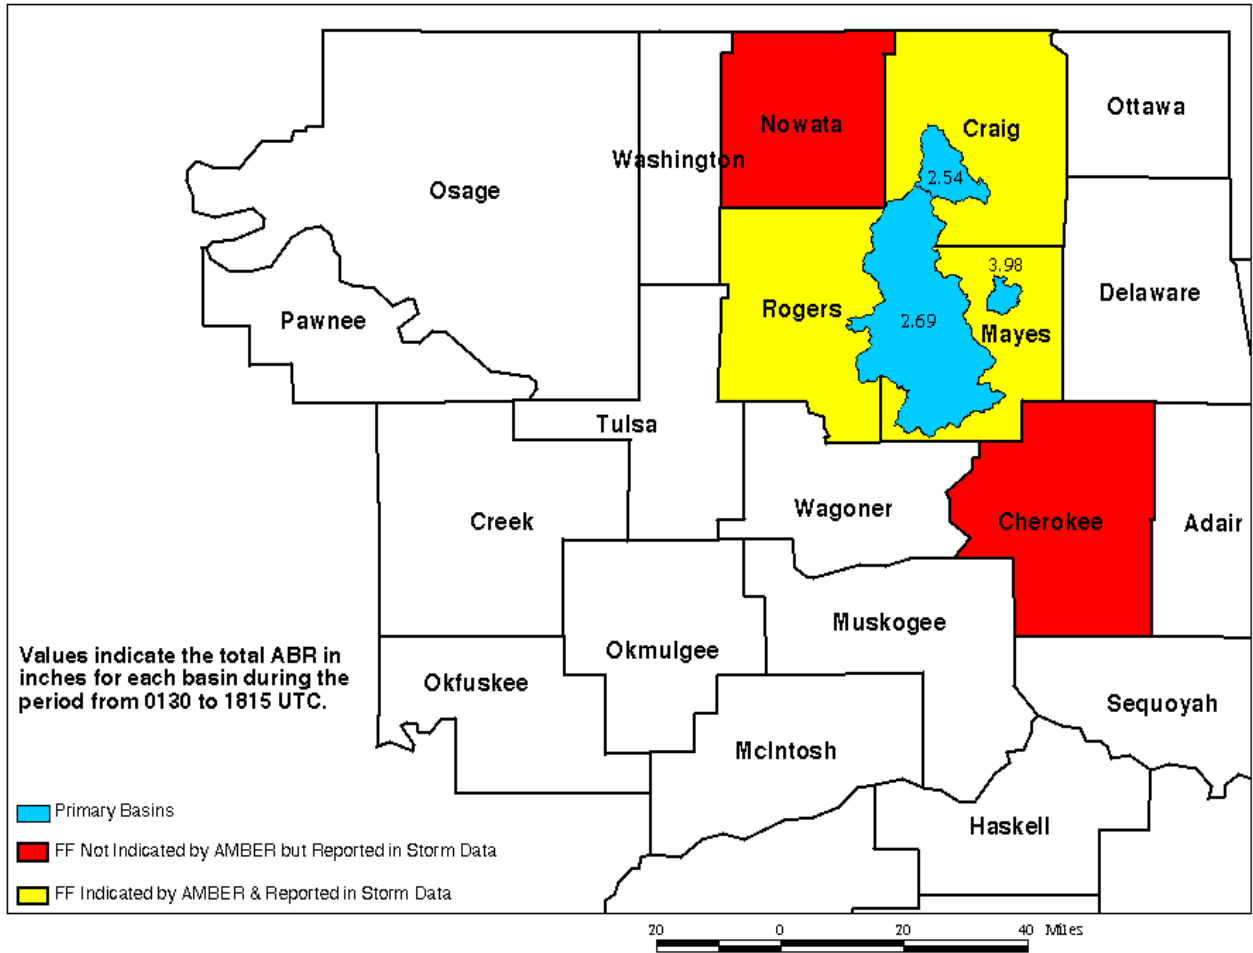 Nowata
Craig
Ottawa
Washington
2.54
Osage
3.98
Delaware
Rogers
2.69
Pawnee
Mayes
Tulsa
Wagoner
Creek
Cherokee
Adair
Muskogee
Okmulgee
Values indicate the total ABR in
inches for each basin during the
period from 0130 to 1815 UTC.
Okfuskee
Sequoyah
McIntosh
Primary Basins
Haskell
FF Not Indicated by AMBER but Reported in Storm Data
FF Indicated by AMBER & Reported in Storm Data
20 0 20 40 Miles